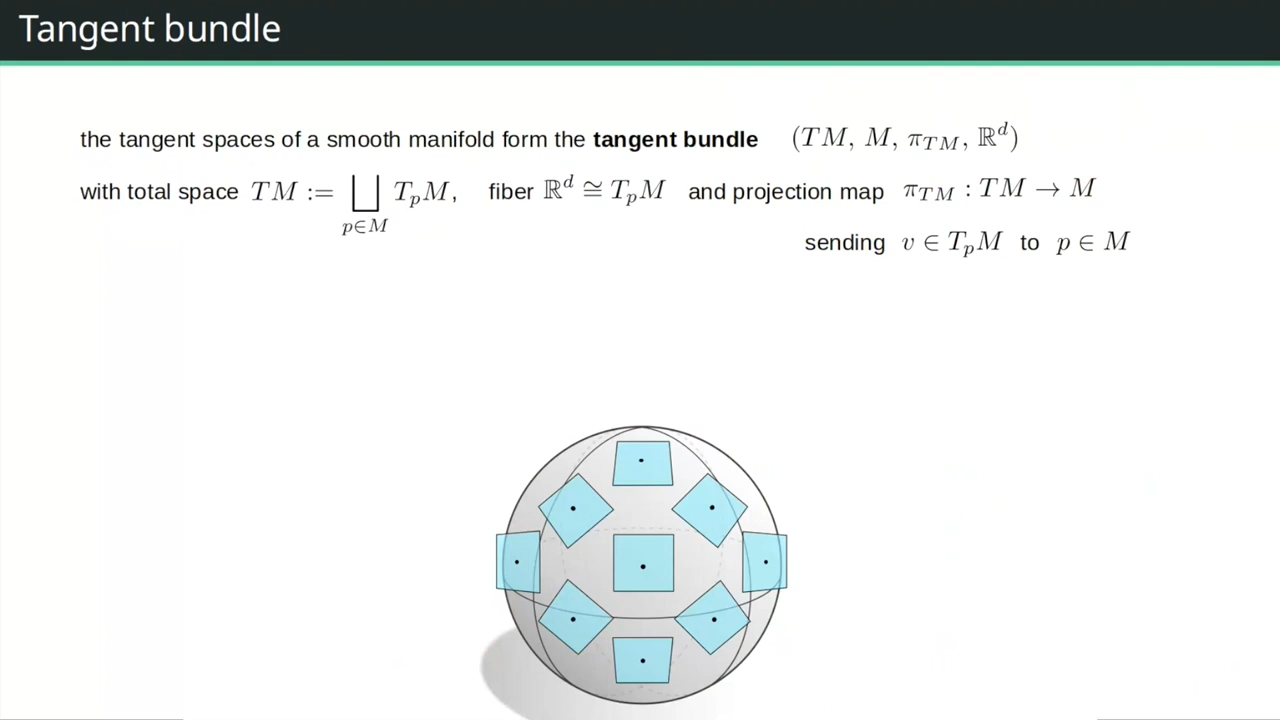 Tangent bundle
the tangent spaces of a smooth manifold form the tangent bundle (TM, M, π_{TM}, ℝ^d)
with total space TM := ⨆_{p∈M} T_pM, fiber ℝ^d ≅ T_pM and projection map π_{TM} : TM → M
sending v ∈ T_pM to p ∈ M